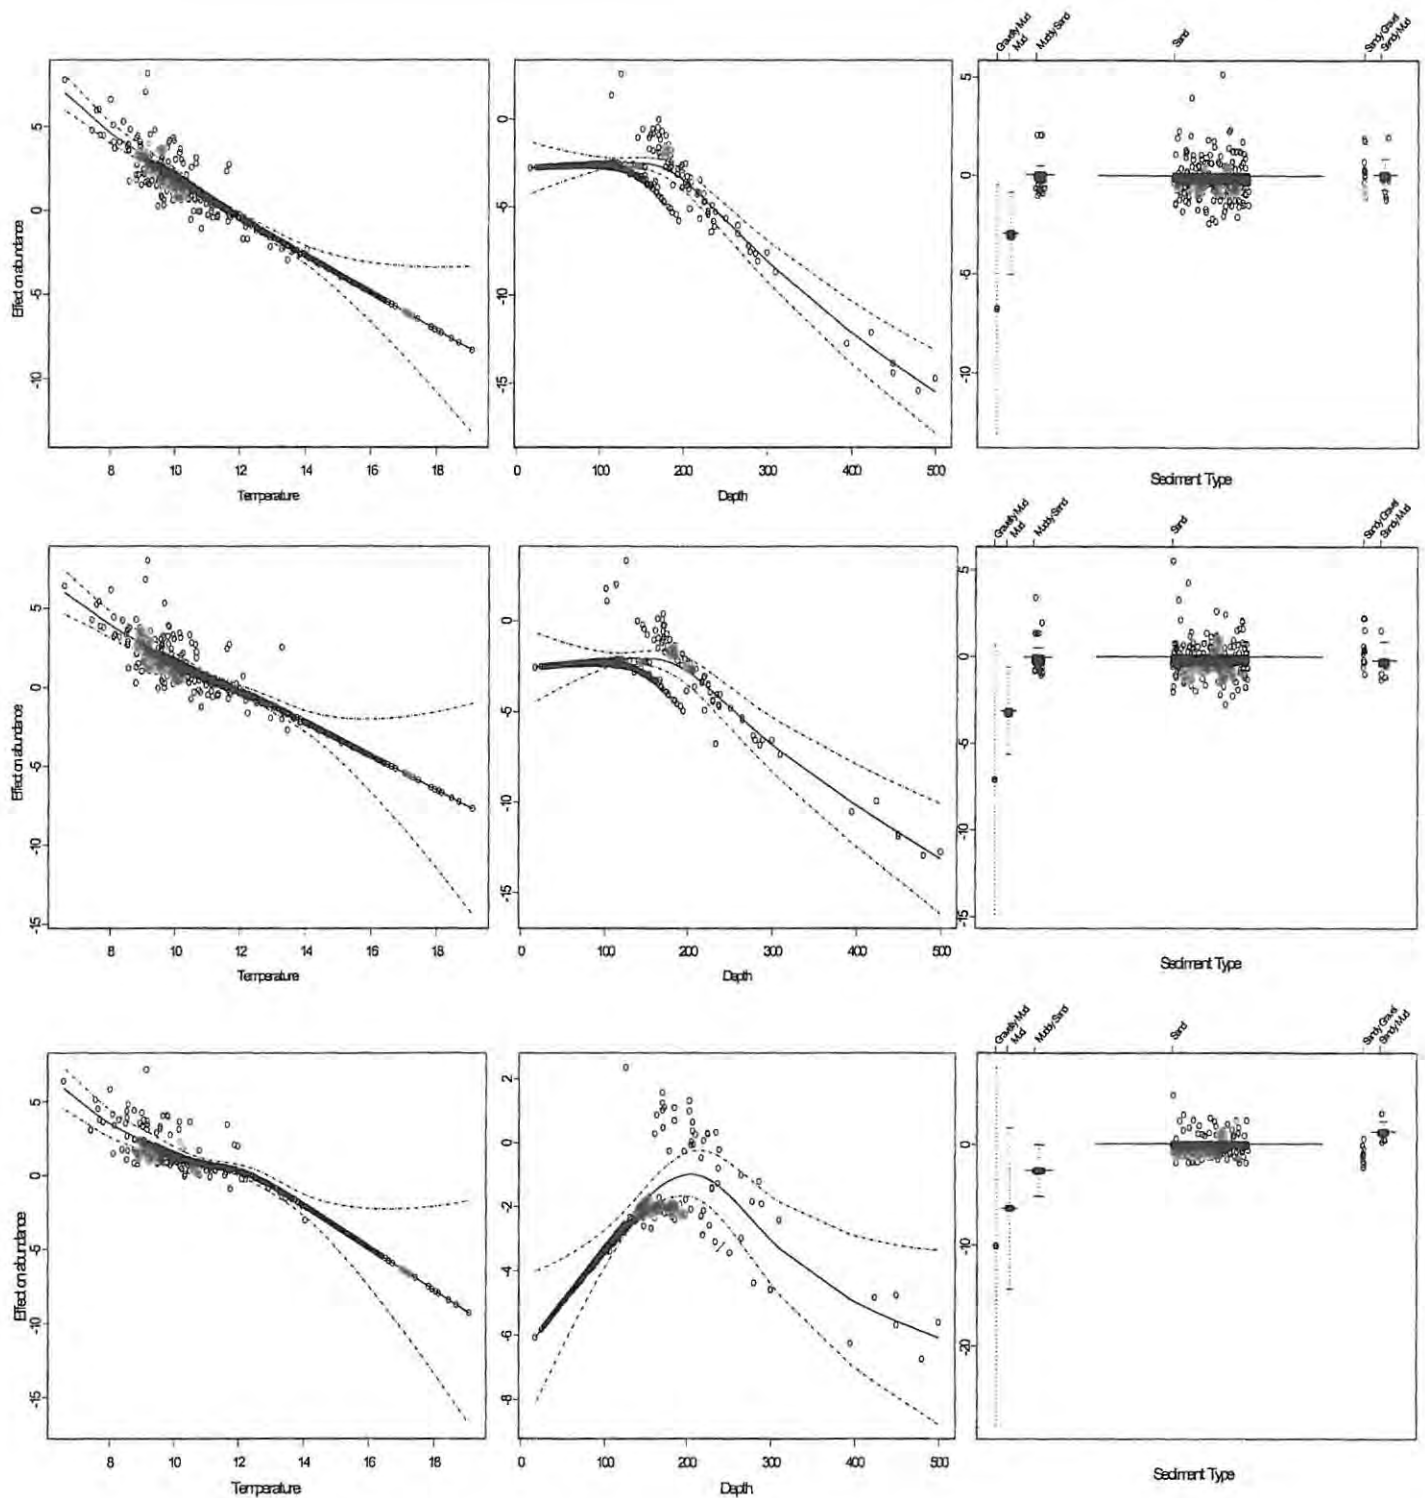 Gravelly Mud
Mud
Muddy Sand
Sand
Sandy Gravel
Sandy Mud
Effect on abundance
5
0
-5
-10
8 10 12 14 16 18
Temperature
0
-5
-10
-15
0 100 200 300 400 500
Depth
5
0
-5
-10
Sediment Type
Gravelly Mud
Mud
Muddy Sand
Sand
Sandy Gravel
Sandy Mud
Effect on abundance
5
0
-5
-10
-15
8 10 12 14 16 18
Temperature
0
-5
-10
-15
0 100 200 300 400 500
Depth
5
0
-5
-10
-15
Sediment Type
Gravelly Mud
Mud
Muddy Sand
Sand
Sandy Gravel
Sandy Mud
Effect on abundance
5
0
-5
-10
-15
8 10 12 14 16 18
Temperature
2
0
-2
-4
-6
-8
0 100 200 300 400 500
Depth
0
-10
-20
Sediment Type